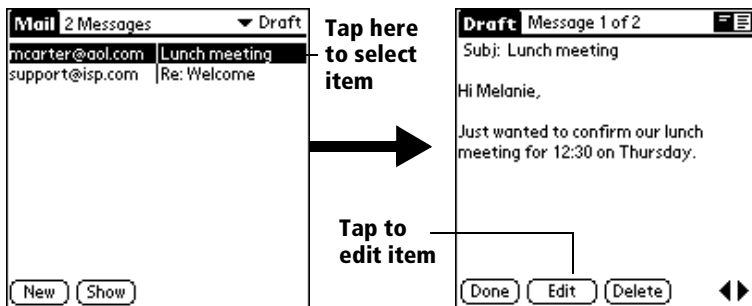 Mail 2 Messages Draft
mcarter@aol.com Lunch meeting
support@isp.com Re: Welcome
New Show
Tap here
to select
item
Tap to
edit item
Draft Message 1 of 2
Subj: Lunch meeting
Hi Melanie,
Just wanted to confirm our lunch
meeting for 12:30 on Thursday.
Done Edit Delete